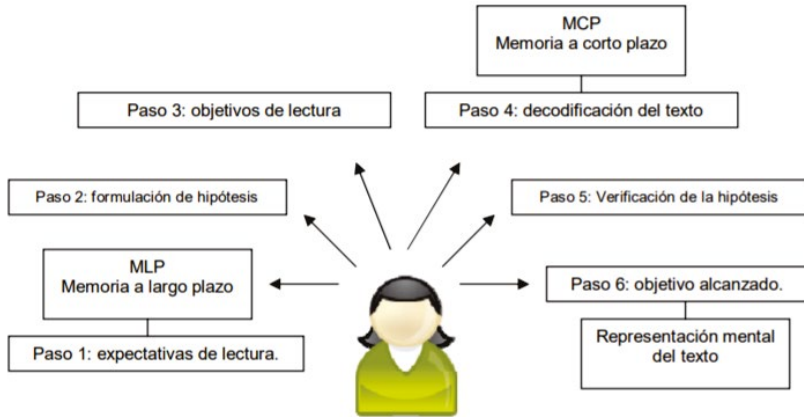 MCP
Memoria a corto plazo
Paso 3: objetivos de lectura
Paso 4: decodificación del texto
Paso 2: formulación de hipótesis
Paso 5: Verificación de la hipótesis
MLP
Memoria a largo plazo
Paso 1: expectativas de lectura.
Paso 6: objetivo alcanzado.
Representación mental
del texto